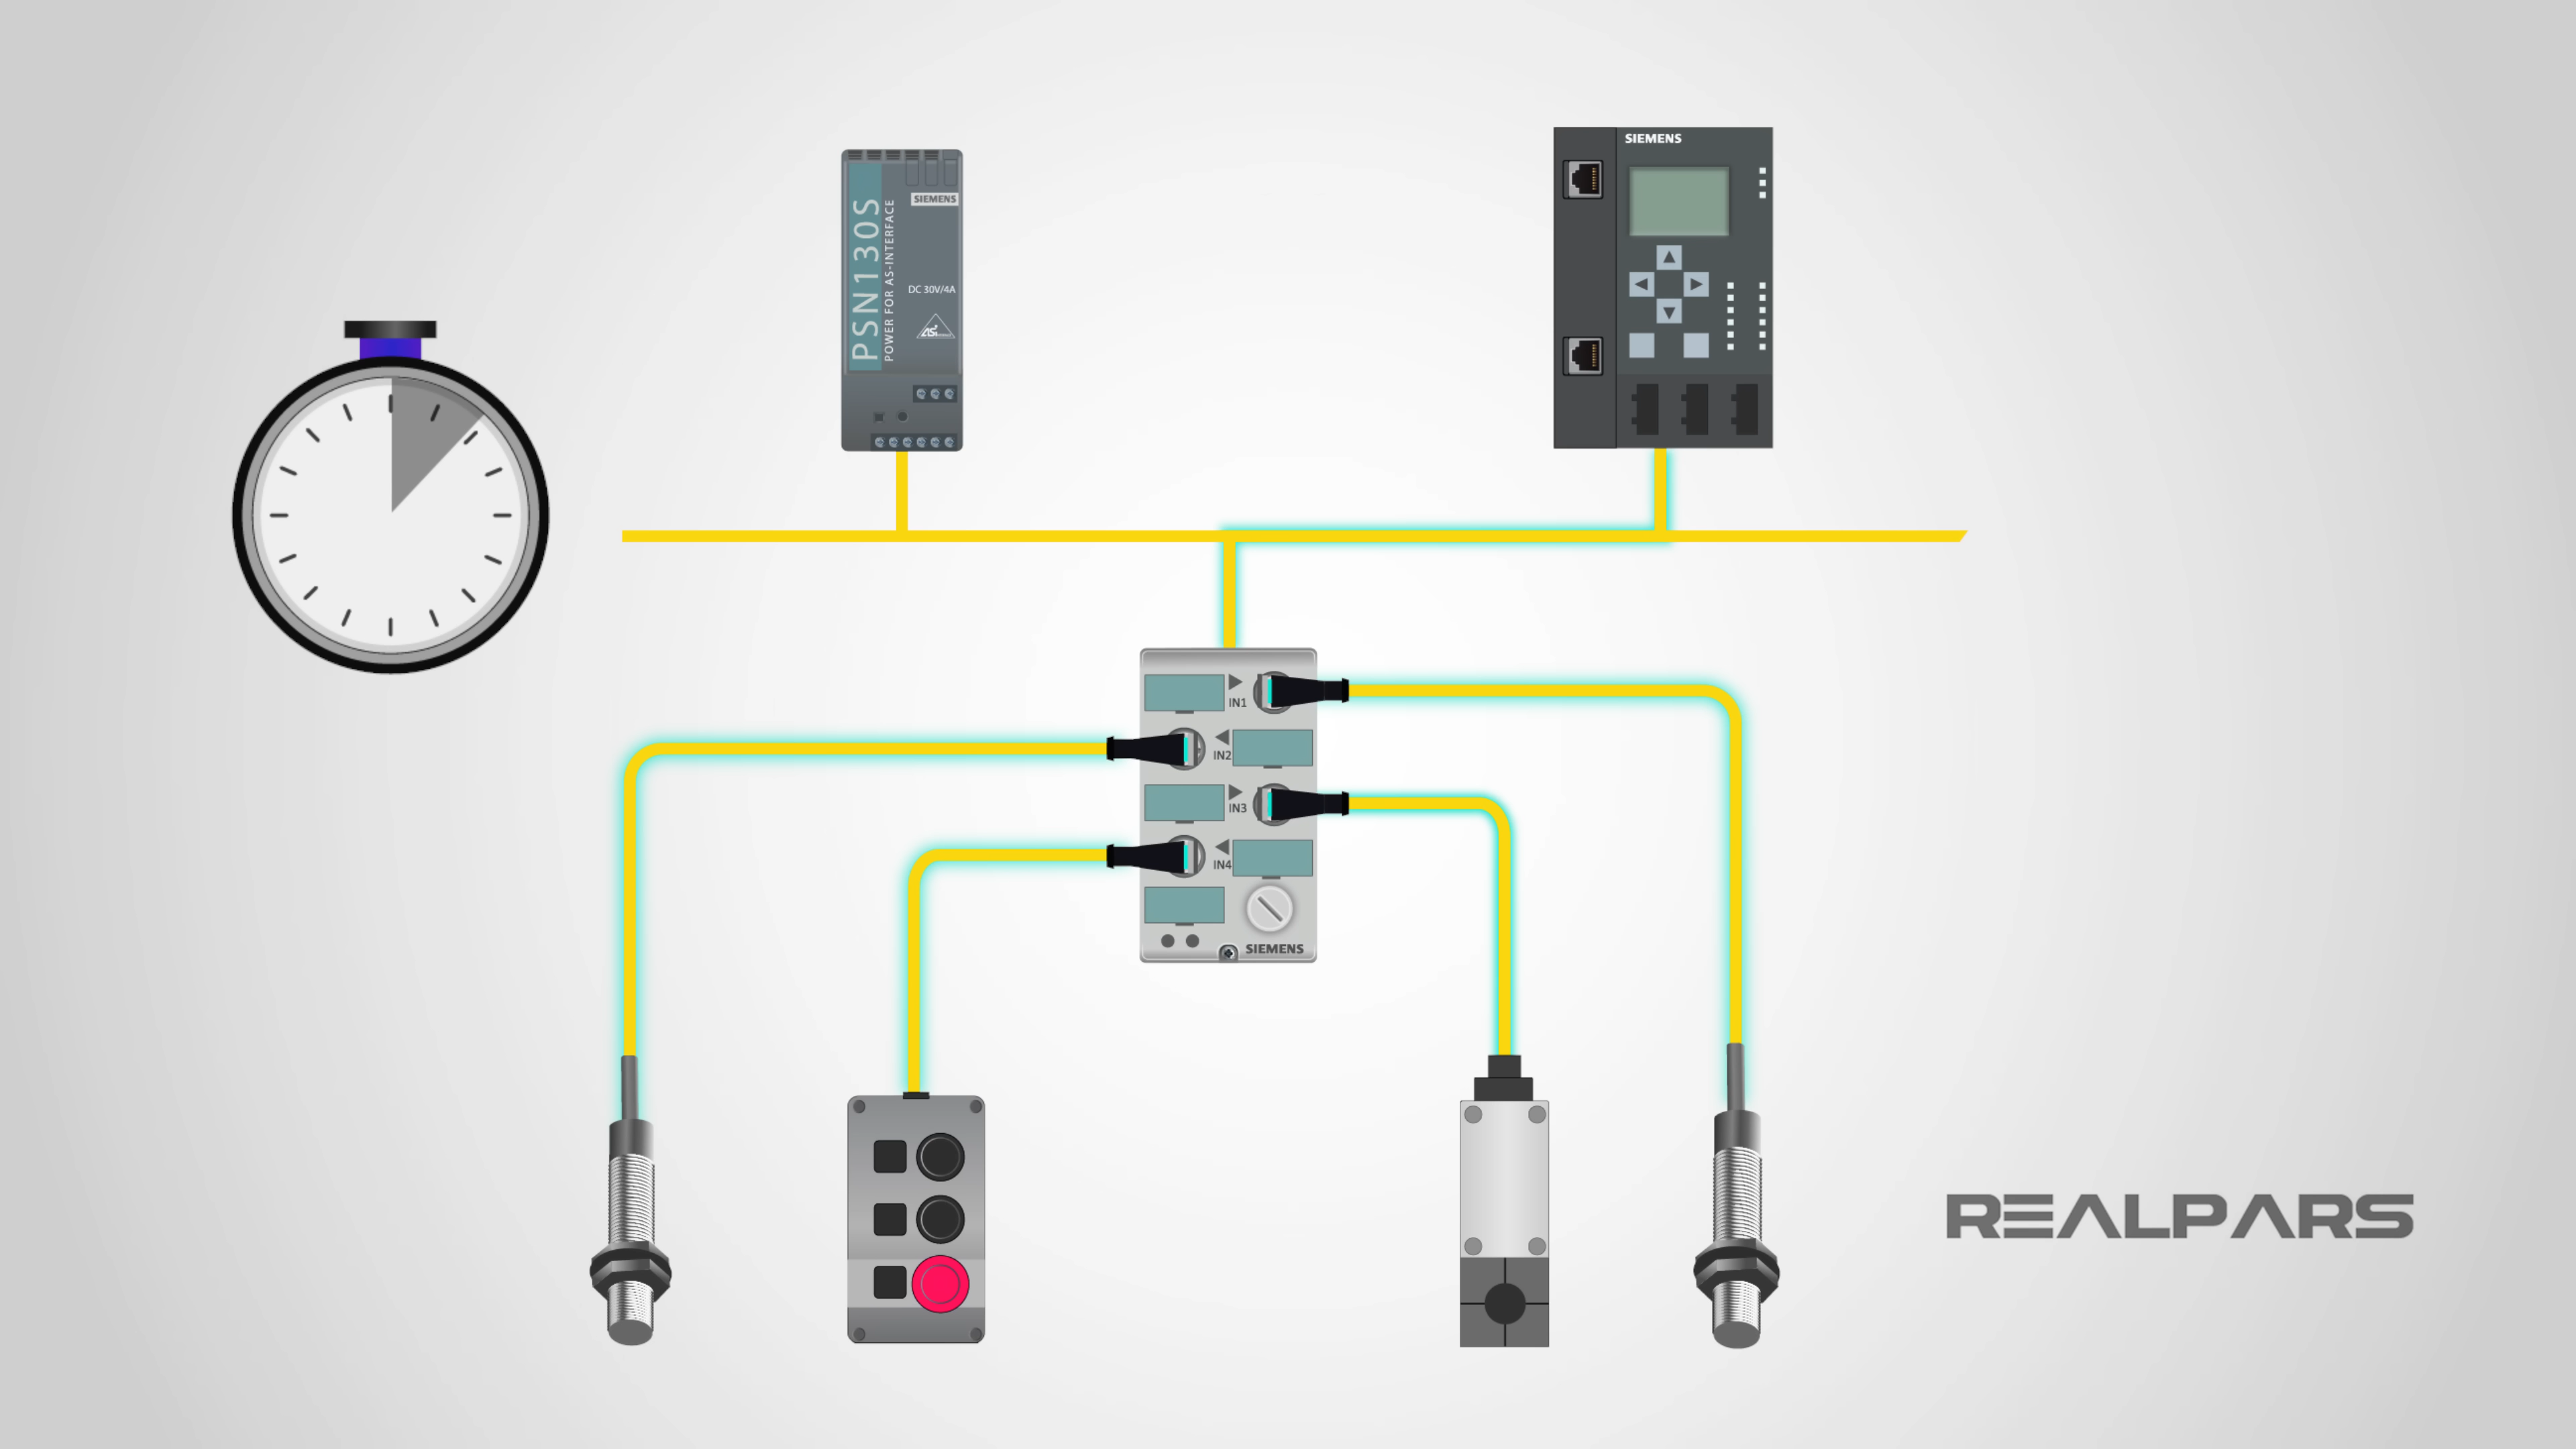 SIEMENS
PSN130S
POWER FOR AS-INTERFACE
DC 30V/4A
SIEMENS
IN1
IN2
IN3
IN4
SIEMENS
REALPARS